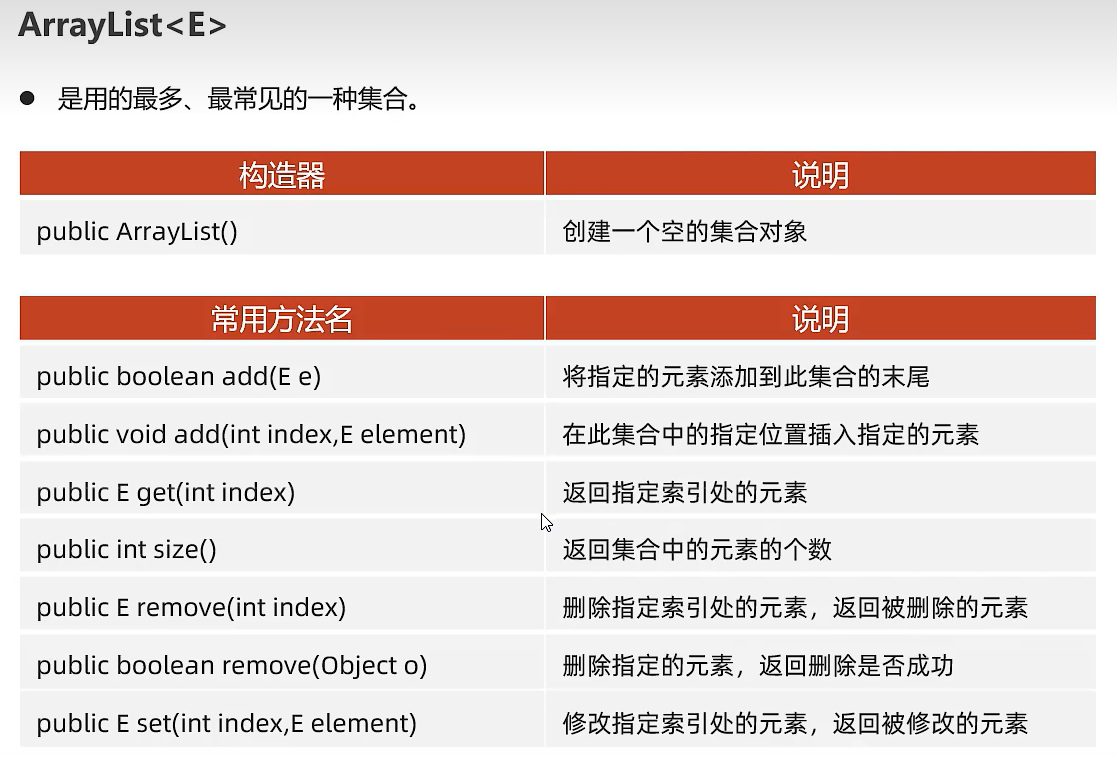 ArrayList<E>
● 是用的最多、最常见的一种集合。
构造器 说明
public ArrayList() 创建一个空的集合对象
常用方法名 说明
public boolean add(E e) 将指定的元素添加到此集合的末尾
public void add(int index,E element) 在此集合中的指定位置插入指定的元素
public E get(int index) 返回指定索引处的元素
public int size() 返回集合中的元素的个数
public E remove(int index) 删除指定索引处的元素，返回被删除的元素
public boolean remove(Object o) 删除指定的元素，返回删除是否成功
public E set(int index,E element) 修改指定索引处的元素，返回被修改的元素